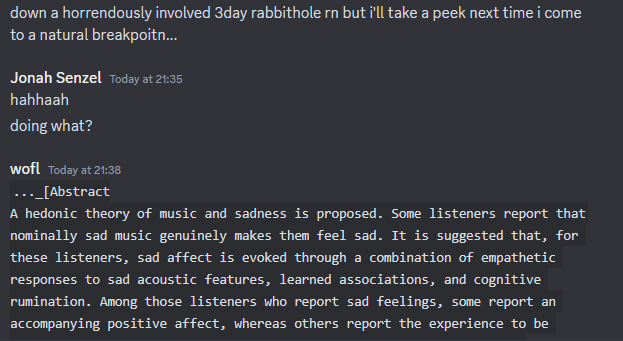 down a horrendously involved 3day rabbithole rn but i'll take a peek next time i come
to a natural breakpoitn...
Jonah Senzel Today at 21:35
hahhaah
doing what?
wofl Today at 21:38
..._[Abstract
A hedonic theory of music and sadness is proposed. Some listeners report that
nominally sad music genuinely makes them feel sad. It is suggested that, for
these listeners, sad affect is evoked through a combination of empathetic
responses to sad acoustic features, learned associations, and cognitive
rumination. Among those listeners who report sad feelings, some report an
accompanying positive affect, whereas others report the experience to be